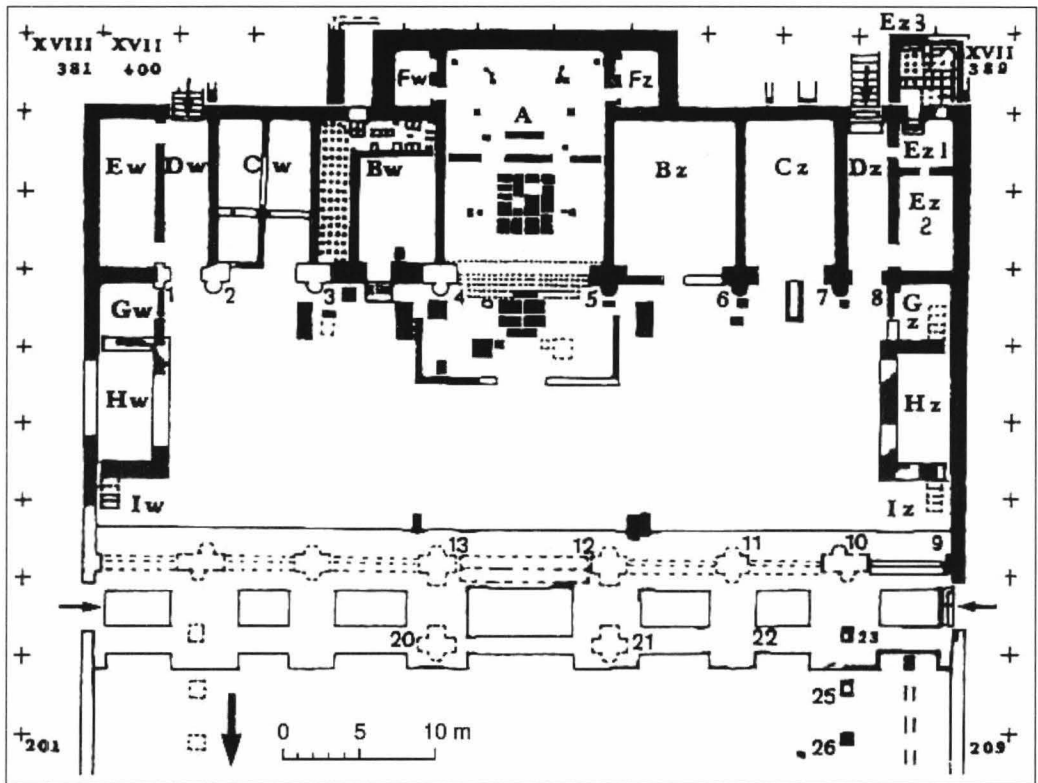 Ez3
XVIII XVII
381 400
XVII
389
Fw A Fz
Ew Dw C w Bw Bz Cz Dz Ez1
Ez
2
1 2 3 4 5 6 7 8
Gw G
z
Hw Hz
Iw Iz
13 12 11 10 9
20 21 22 23
25
0 5 10 m
201 26 209